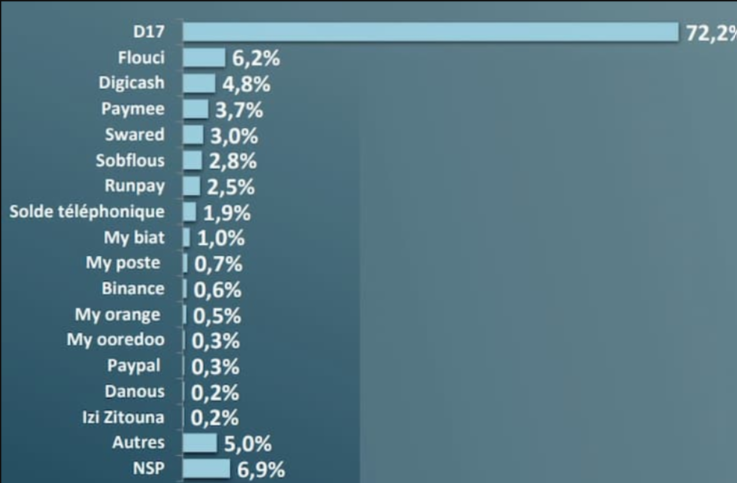 D17 72,2%
Flouci 6,2%
Digicash 4,8%
Paymee 3,7%
Swared 3,0%
Sobflous 2,8%
Runpay 2,5%
Solde téléphonique 1,9%
My biat 1,0%
My poste 0,7%
Binance 0,6%
My orange 0,5%
My ooredoo 0,3%
Paypal 0,3%
Danous 0,2%
Izi Zitouna 0,2%
Autres 5,0%
NSP 6,9%